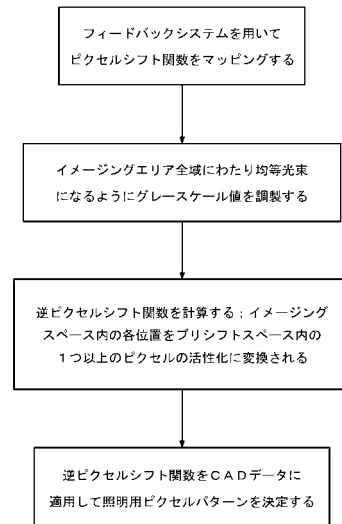 フィードバックシステムを用いて
ピクセルシフト関数をマッピングする
イメージングエリア全域にわたり均等光束
になるようにグレースケール値を調製する
逆ピクセルシフト関数を計算する；イメージング
スペース内の各位置をプリシフトスペース内の
１つ以上のピクセルの活性化に変換される
逆ピクセルシフト関数をＣＡＤデータに
適用して照明用ピクセルパターンを決定する